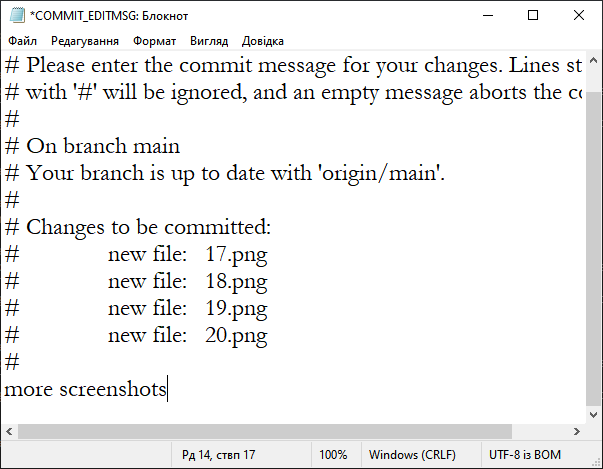 *COMMIT_EDITMSG: Блокнот
Файл Редагування Формат Вигляд Довідка
# Please enter the commit message for your changes. Lines st
# with '#' will be ignored, and an empty message aborts the co
#
# On branch main
# Your branch is up to date with 'origin/main'.
#
# Changes to be committed:
# new file: 17.png
# new file: 18.png
# new file: 19.png
# new file: 20.png
#
more screenshots
Рд 14, ствп 17 100% Windows (CRLF) UTF-8 із BOM